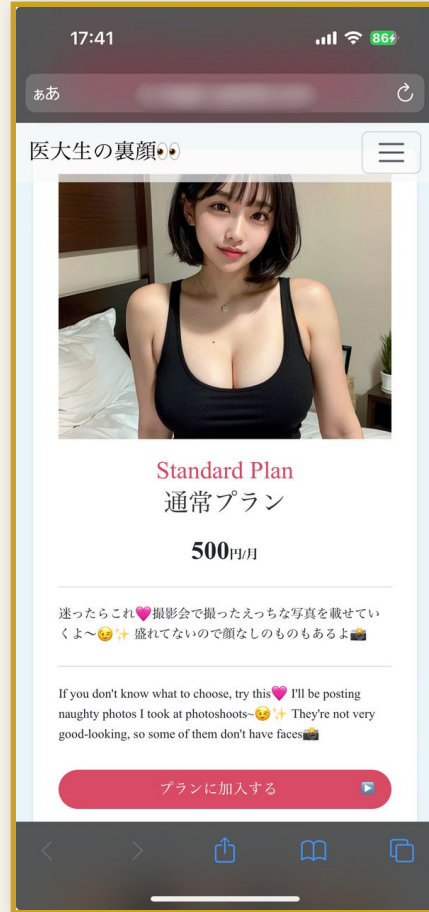 17:41
86
ぁあ
医大生の裏顔👀
Standard Plan
通常プラン
500円/月
迷ったらこれ💗撮影会で撮ったえっちな写真を載せてい
くよ〜😉✨ 盛れてないので顔なしのものもあるよ📸
If you don't know what to choose, try this💗 I'll be posting
naughty photos I took at photoshoots~😉✨ They're not very
good-looking, so some of them don't have faces📸
プランに加入する ▶️